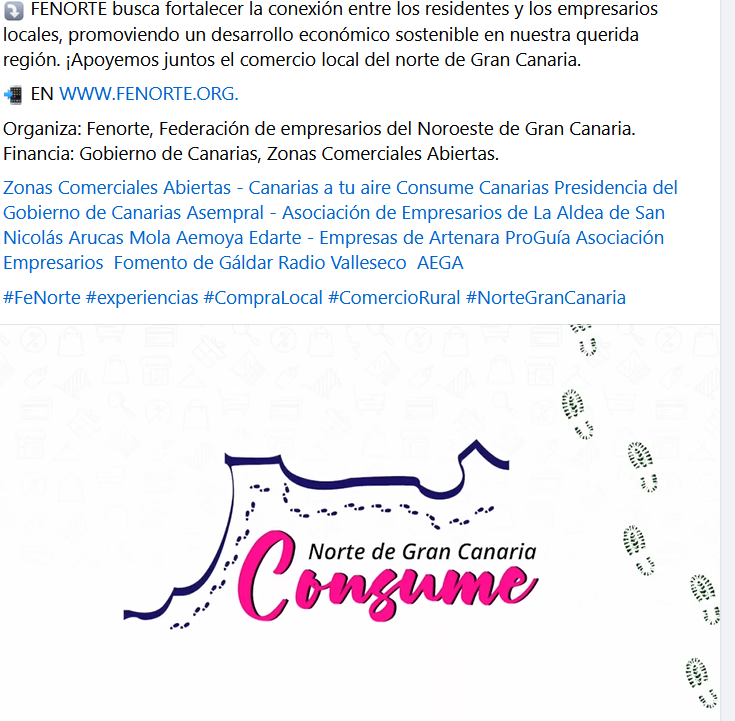 FENORTE busca fortalecer la conexión entre los residentes y los empresarios
locales, promoviendo un desarrollo económico sostenible en nuestra querida
región. ¡Apoyemos juntos el comercio local del norte de Gran Canaria.
EN WWW.FENORTE.ORG.
Organiza: Fenorte, Federación de empresarios del Noroeste de Gran Canaria.
Financia: Gobierno de Canarias, Zonas Comerciales Abiertas.
Zonas Comerciales Abiertas - Canarias a tu aire Consume Canarias Presidencia del
Gobierno de Canarias Asempral - Asociación de Empresarios de La Aldea de San
Nicolás Arucas Mola Aemoya Edarte - Empresas de Artenara ProGuía Asociación
Empresarios Fomento de Gáldar Radio Valleseco AEGA
#FeNorte #experiencias #CompraLocal #ComercioRural #NorteGranCanaria
Norte de Gran Canaria
Consume